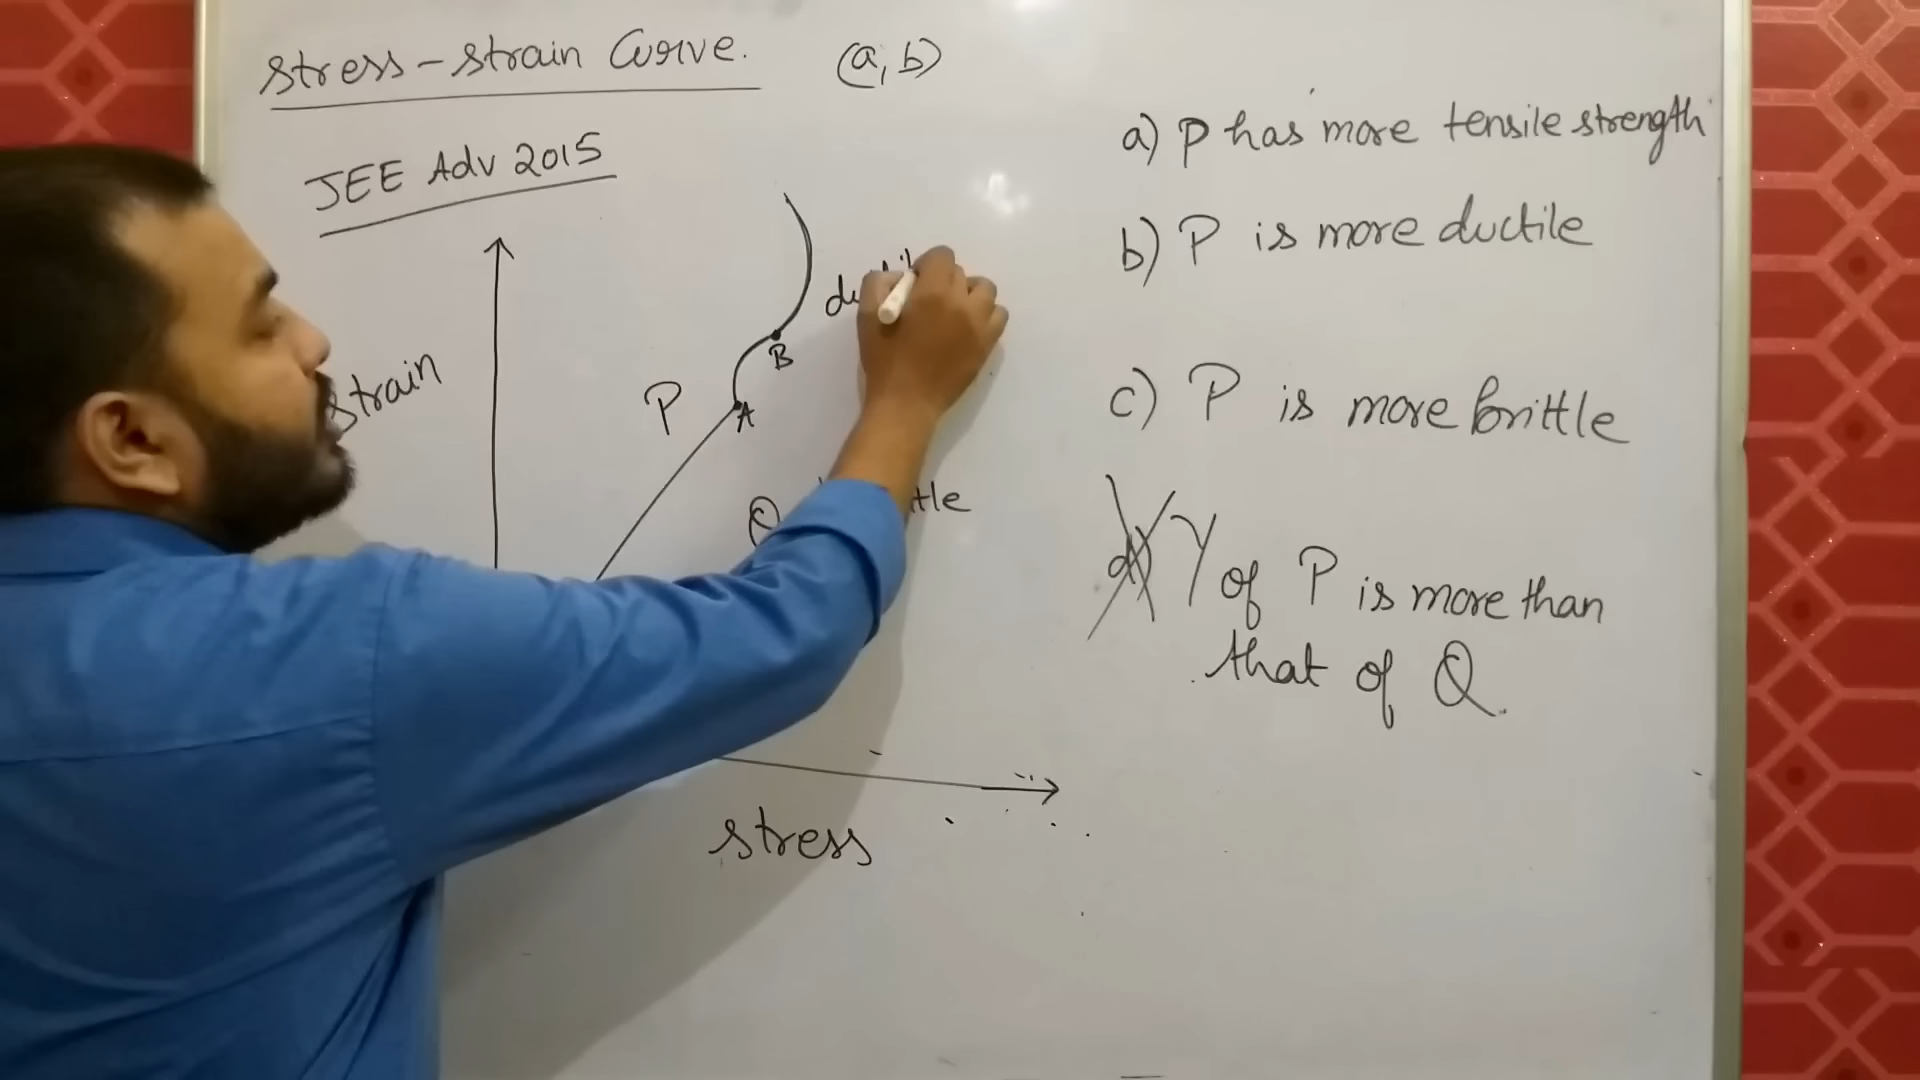 stress-strain Curve.
(a, b)
JEE Adv 2015
strain
P
A
B
Q
stress
a) P has more tensile strength
b) P is more ductile
c) P is more brittle
d) Y of P is more than
that of Q.